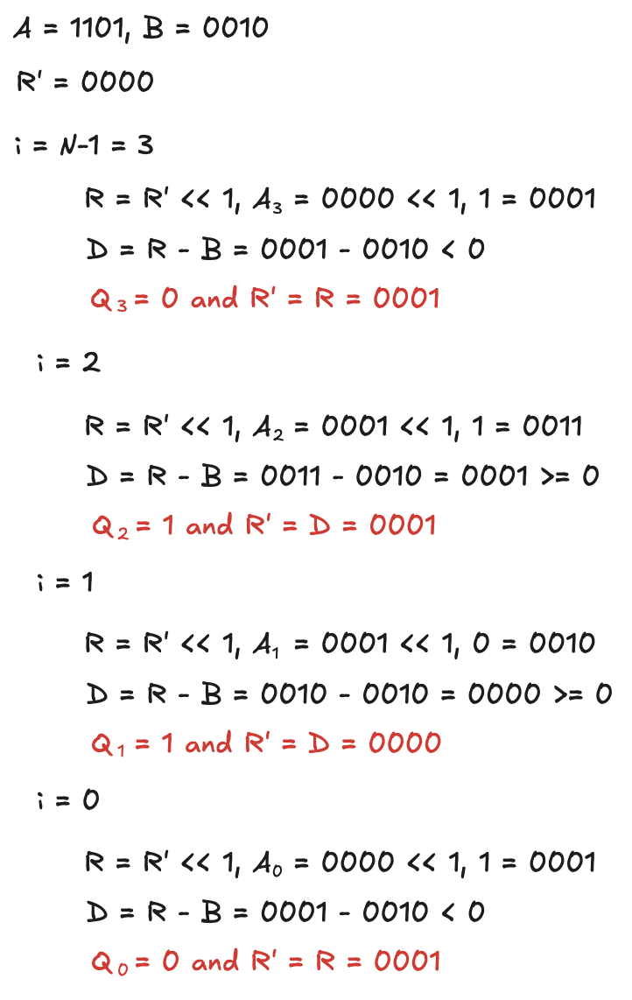 A = 1101, B = 0010
R' = 0000
i = N-1 = 3
R = R' << 1, A₃ = 0000 << 1, 1 = 0001
D = R - B = 0001 - 0010 < 0
Q₃ = 0 and R' = R = 0001
i = 2
R = R' << 1, A₂ = 0001 << 1, 1 = 0011
D = R - B = 0011 - 0010 = 0001 >= 0
Q₂ = 1 and R' = D = 0001
i = 1
R = R' << 1, A₁ = 0001 << 1, 0 = 0010
D = R - B = 0010 - 0010 = 0000 >= 0
Q₁ = 1 and R' = D = 0000
i = 0
R = R' << 1, A₀ = 0000 << 1, 1 = 0001
D = R - B = 0001 - 0010 < 0
Q₀ = 0 and R' = R = 0001